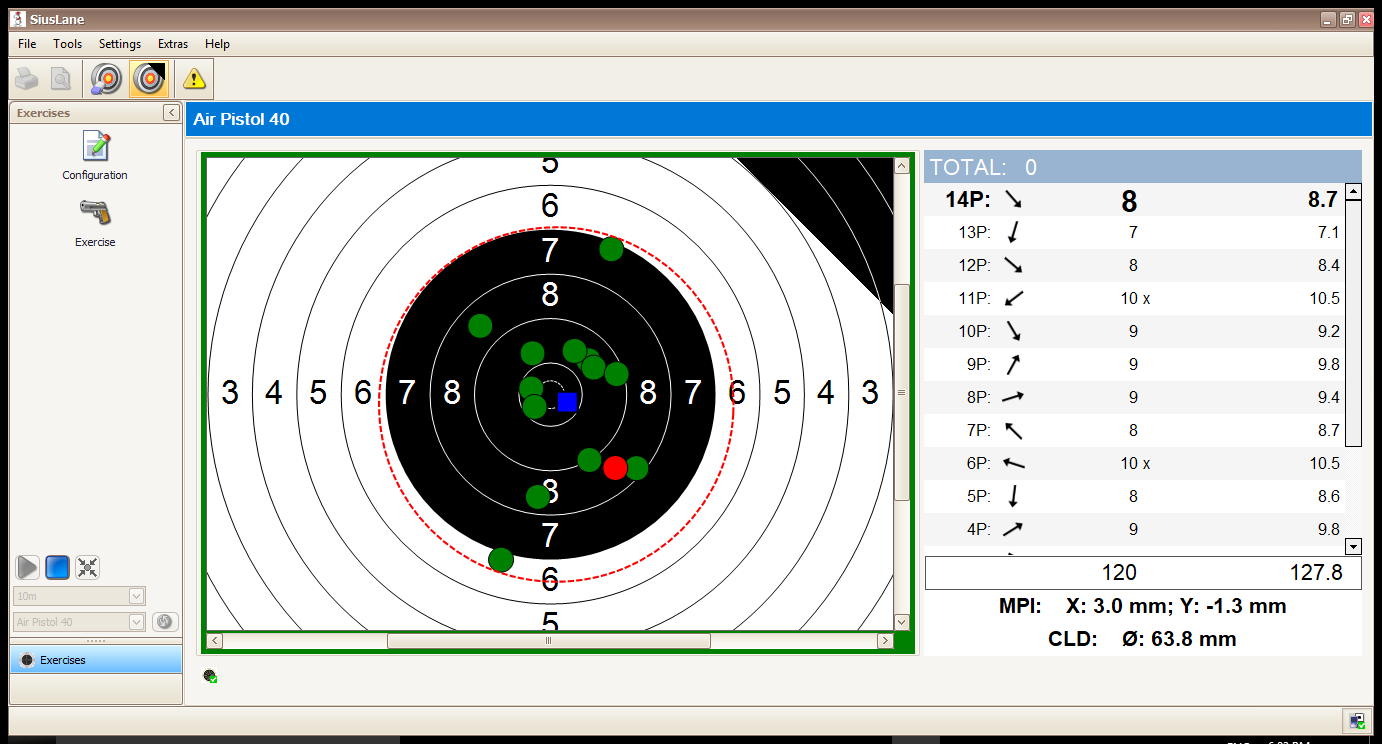 SiusLane
File Tools Settings Extras Help
Exercises
Configuration
Exercise
10m
Air Pistol 40
Exercises
Air Pistol 40
5
6
7
8
3 4 5 6 7 8 8 7 6 5 4 3
8
7
6
5
TOTAL: 0
14P: 8 8.7
13P: 7 7.1
12P: 8 8.4
11P: 10 x 10.5
10P: 9 9.2
9P: 9 9.8
8P: 9 9.4
7P: 8 8.7
6P: 10 x 10.5
5P: 8 8.6
4P: 9 9.8
120 127.8
MPI: X: 3.0 mm; Y: -1.3 mm
CLD: Ø: 63.8 mm